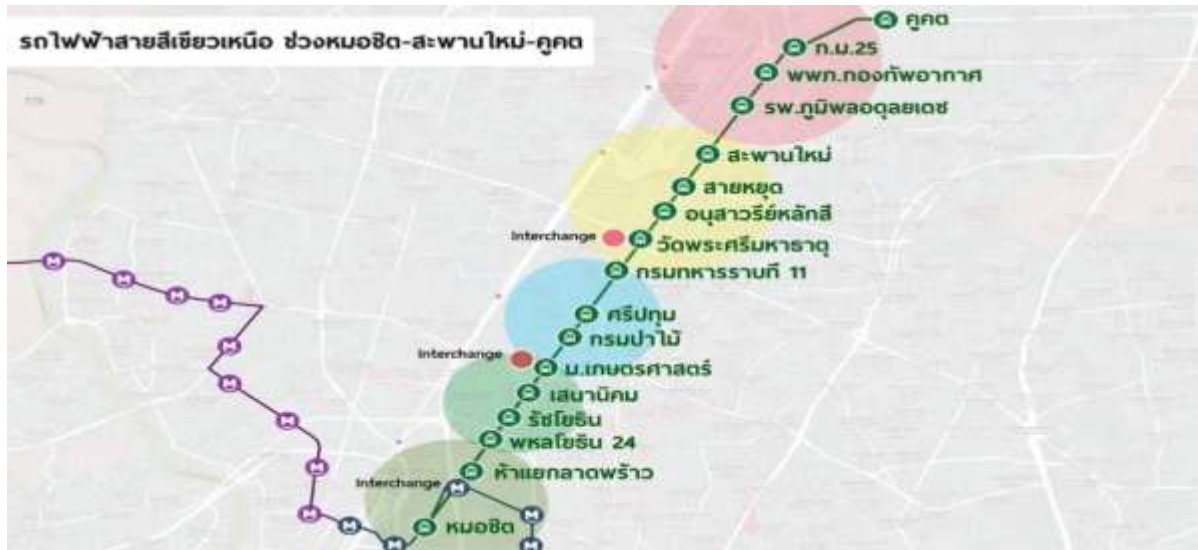 รถไฟฟ้าสายสีเขียวเหนือ ช่วงหมอชิต-สะพานใหม่-คูคต
คูคต
ก.ม.25
พพภ.กองทัพอากาศ
รพ.ภูมิพลอดุลยเดช
สะพานใหม่
สายหยุด
อนุสาวรีย์หลักสี่
Interchange
วัดพระศรีมหาธาตุ
กรมทหารราบที่ 11
ศรีปทุม
กรมป่าไม้
Interchange
ม.เกษตรศาสตร์
เสนานิคม
รัชโยธิน
พหลโยธิน 24
ห้าแยกลาดพร้าว
Interchange
หมอชิต